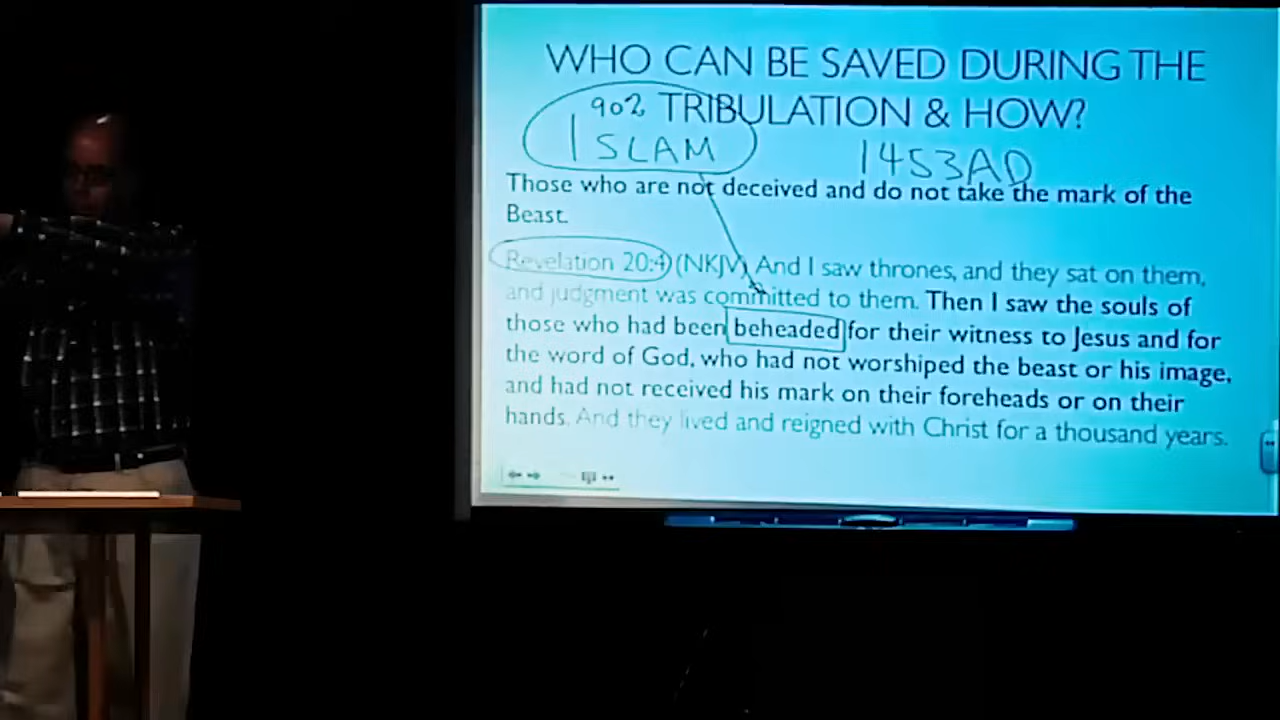 WHO CAN BE SAVED DURING THE
902 TRIBULATION & HOW?
ISLAM 1453AD
Those who are not deceived and do not take the mark of the
Beast.
Revelation 20:4 (NKJV) And I saw thrones, and they sat on them,
and judgment was committed to them. Then I saw the souls of
those who had been beheaded for their witness to Jesus and for
the word of God, who had not worshiped the beast or his image,
and had not received his mark on their foreheads or on their
hands. And they lived and reigned with Christ for a thousand years.